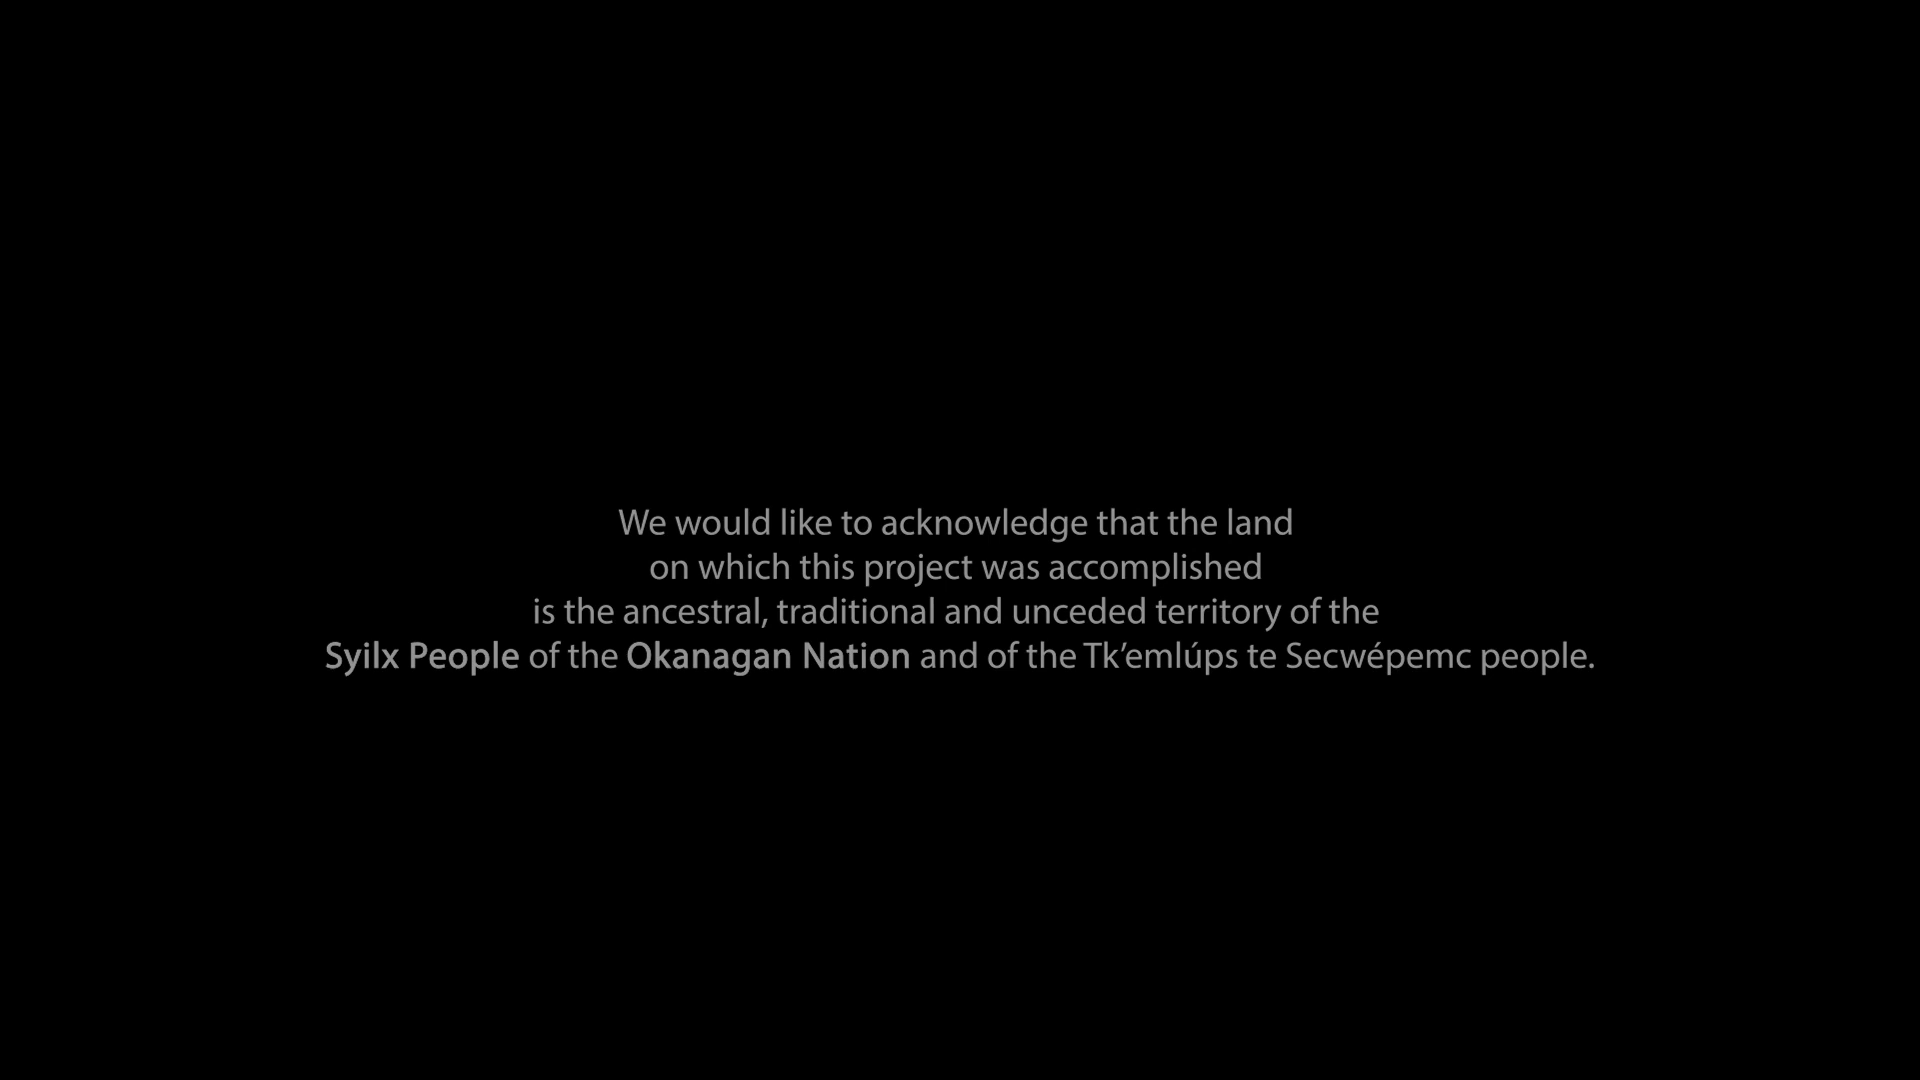 We would like to acknowledge that the land
on which this project was accomplished
is the ancestral, traditional and unceded territory of the
Syilx People of the Okanagan Nation and of the Tk’emlúps te Secwépemc people.